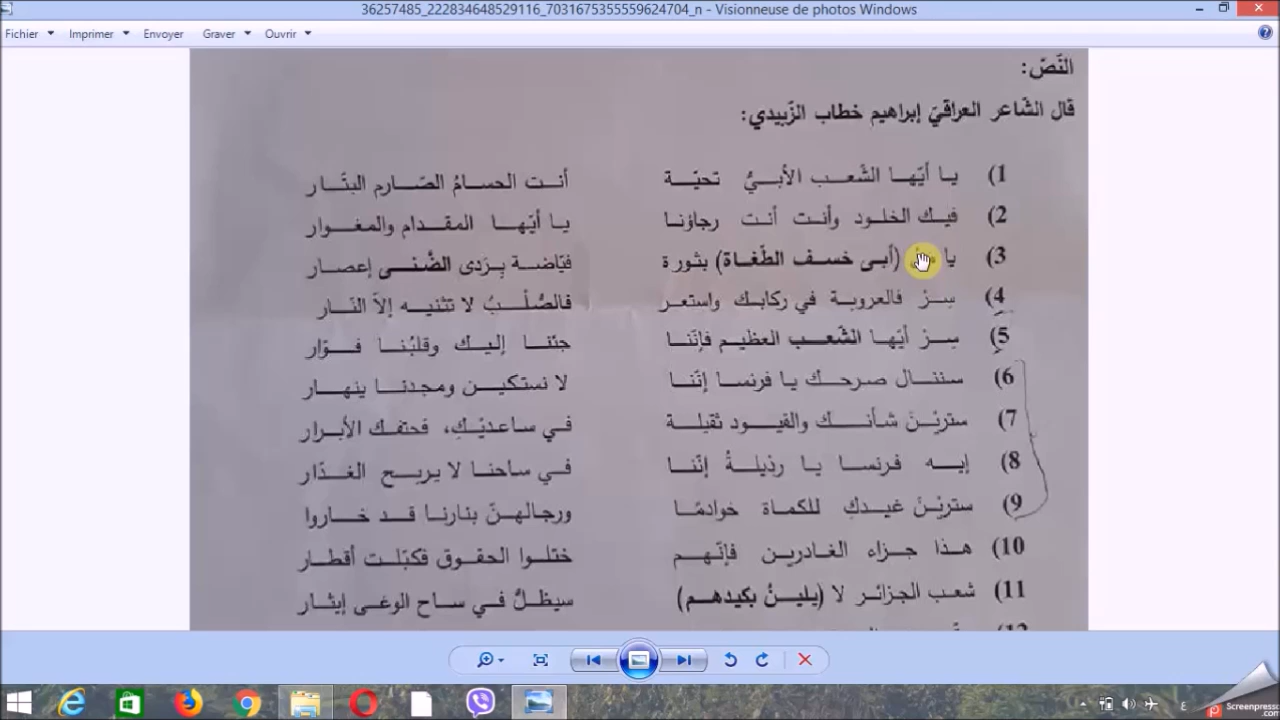 36257485_222834648529116_7031675355559624704_n - Visionneuse de photos Windows
Fichier Imprimer Envoyer Graver Ouvrir
النّصّ:
قال الشّاعر العراقيّ إبراهيم خطاب الزّبيدي:
1) يا أيّها الشّعب الأبيُّ تحيّة أنت الحسامُ الصّارم البتّار
2) فيك الخلود وأنت أنت رجاؤنا يا أيّها المقدام والمغوار
3) يا (أبى خسف الطّغاة) بثورة فيّاضة بِرَدى الضُّنى إعصار
4) سِرْ فالعروبة في ركابك واستعر فالصُّلْبُ لا تثنيه إلاّ النّار
5) سِرْ أيّها الشّعب العظيم فإنّنا جئنا إليك وقلبُنا فوّار
6) سننال صرحك يا فرنسا إنّنا لا نستكين ومجدنا ينهار
7) سترَيْنَ شأنك والقيود ثقيلة في ساعديْكِ، فحتفك الأبرار
8) إيه فرنسا يا رذيلةُ إنّنا في ساحنا لا يربح الغدّار
9) سترَيْنَ غيدكِ للكماة خوادمًا ورجالهنّ بنارنا قد خاروا
10) هذا جزاء الغادرين فإنّهم ختلوا الحقوق فكبّلت أقطار
11) شعب الجزائر لا (يلينُ بكيدهم) سيظلّ في ساح الوغى إيثار
Screenpresso.com